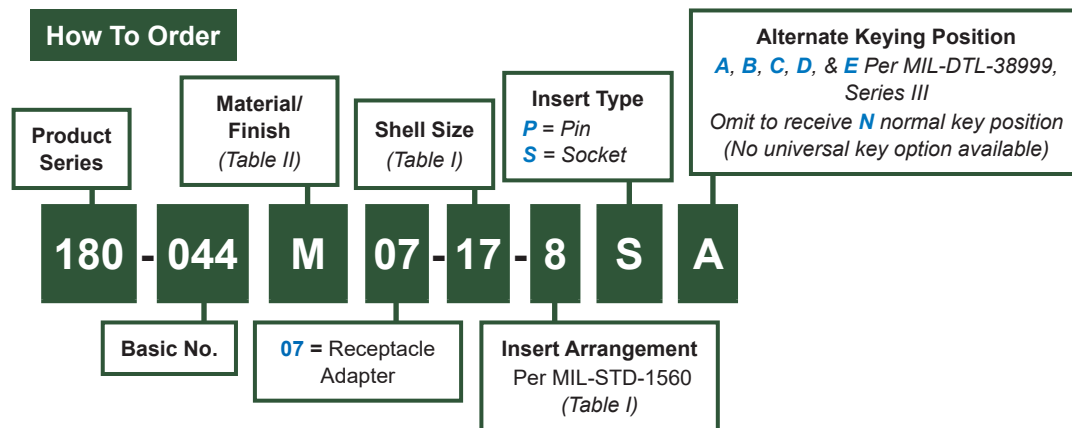 How To Order
Product
Series
Material/
Finish
(Table II)
Shell Size
(Table I)
Insert Type
P = Pin
S = Socket
Alternate Keying Position
A, B, C, D, & E Per MIL-DTL-38999,
Series III
Omit to receive N normal key position
(No universal key option available)
180 - 044 M 07 - 17 - 8 S A
Basic No.
07 = Receptacle
Adapter
Insert Arrangement
Per MIL-STD-1560
(Table I)